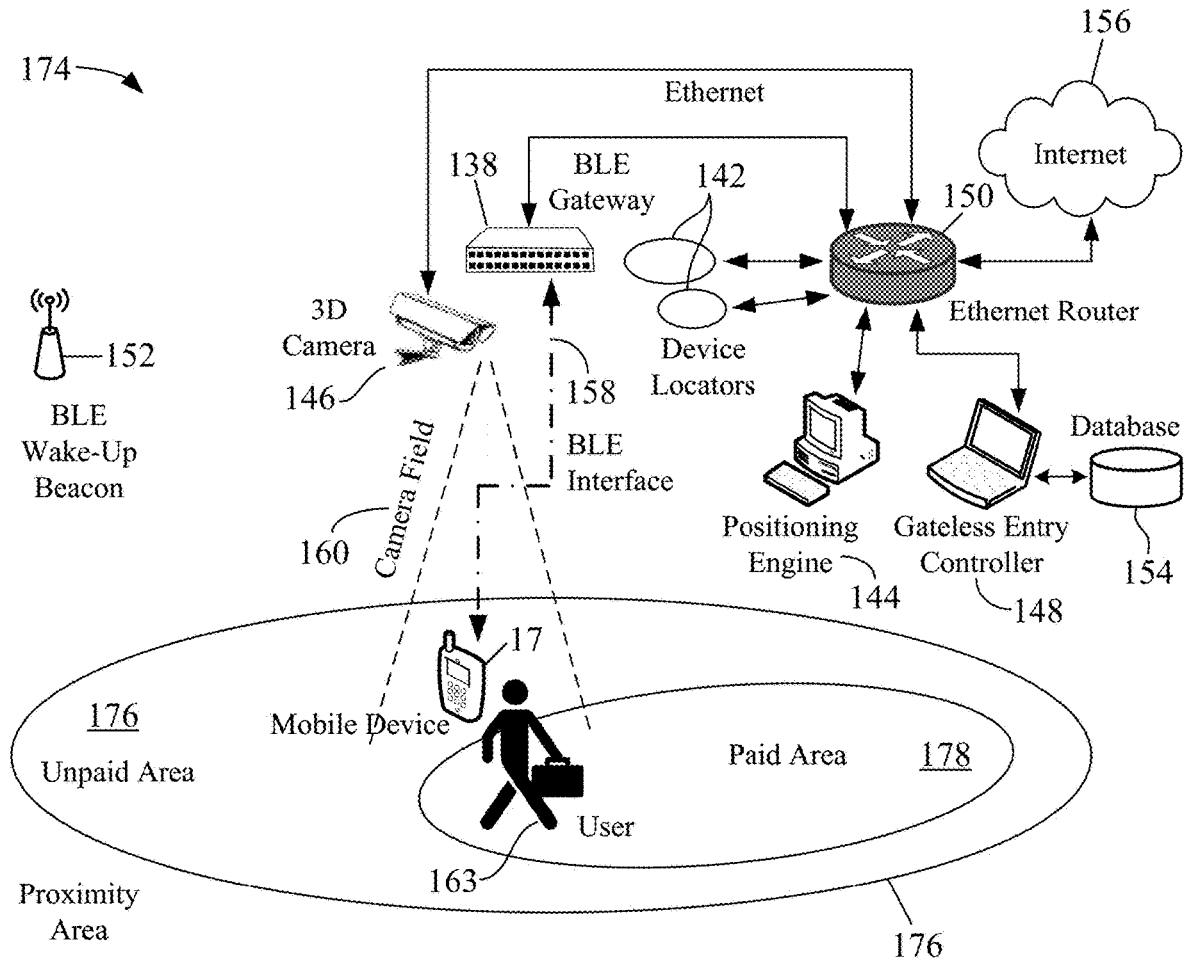 156
174
Ethernet
Internet
138
BLE
Gateway
142
150
3D
Camera
146
152
BLE
Wake-Up
Beacon
Device
Locators
Ethernet Router
158
BLE
Interface
Camera Field
160
Database
Positioning
Engine
144
Gateless Entry
Controller
148
154
17
Mobile Device
176
Unpaid Area
Paid Area
178
User
163
Proximity
Area
176